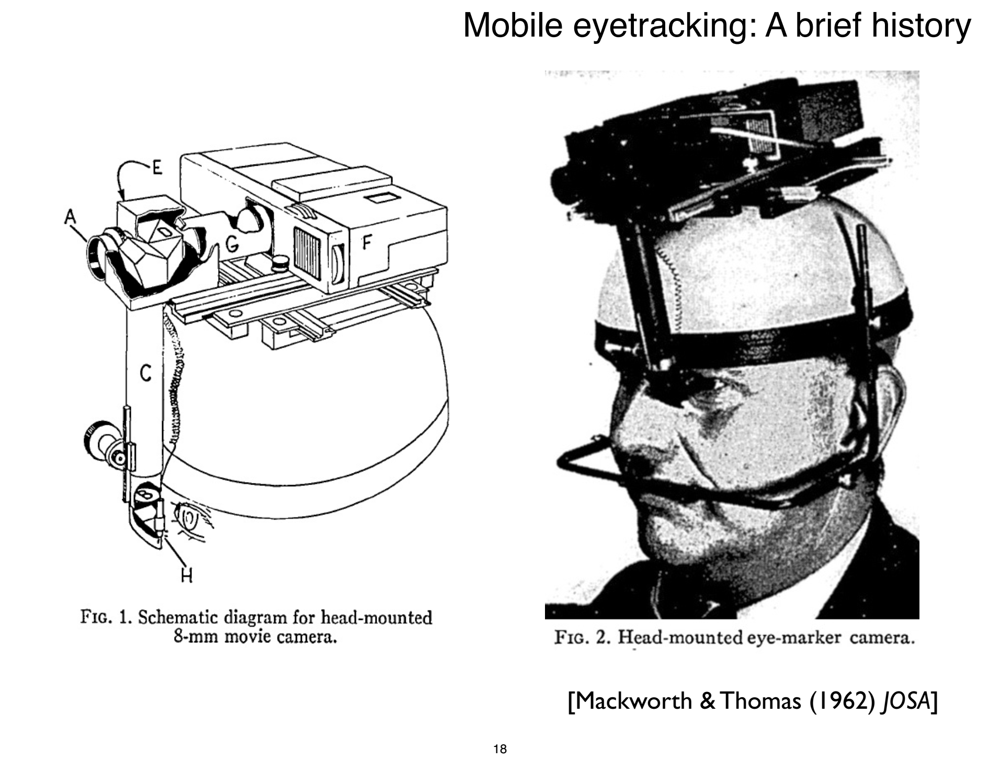 Mobile eyetracking: A brief history
E
A
D
G
F
C
B
H
FIG. 1. Schematic diagram for head-mounted
8-mm movie camera.
FIG. 2. Head-mounted eye-marker camera.
[Mackworth & Thomas (1962) JOSA]
18